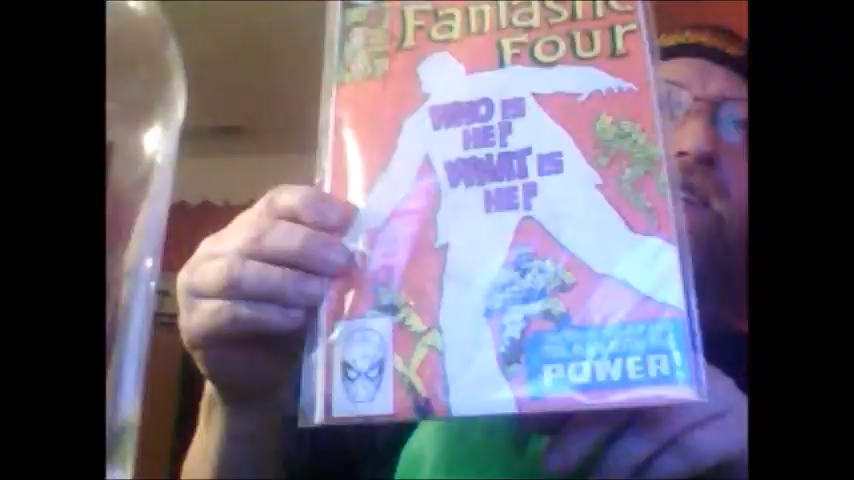 Fantastic
Four
WHO IS
HE?
WHAT IS
HE?
POWER!